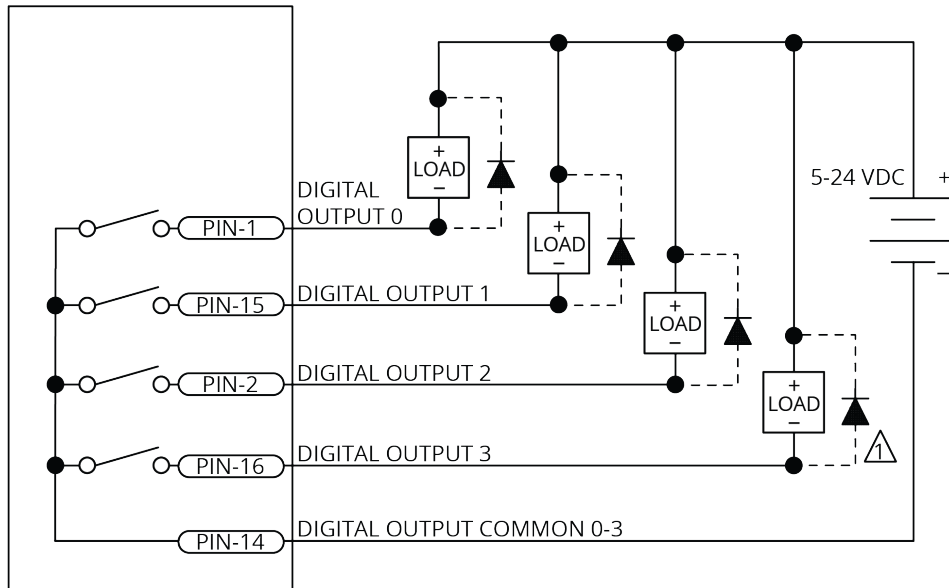 +
LOAD
−
5-24 VDC
+
−
DIGITAL
OUTPUT 0
PIN-1
+
LOAD
−
DIGITAL OUTPUT 1
PIN-15
+
LOAD
−
DIGITAL OUTPUT 2
PIN-2
+
LOAD
−
1
DIGITAL OUTPUT 3
PIN-16
DIGITAL OUTPUT COMMON 0-3
PIN-14